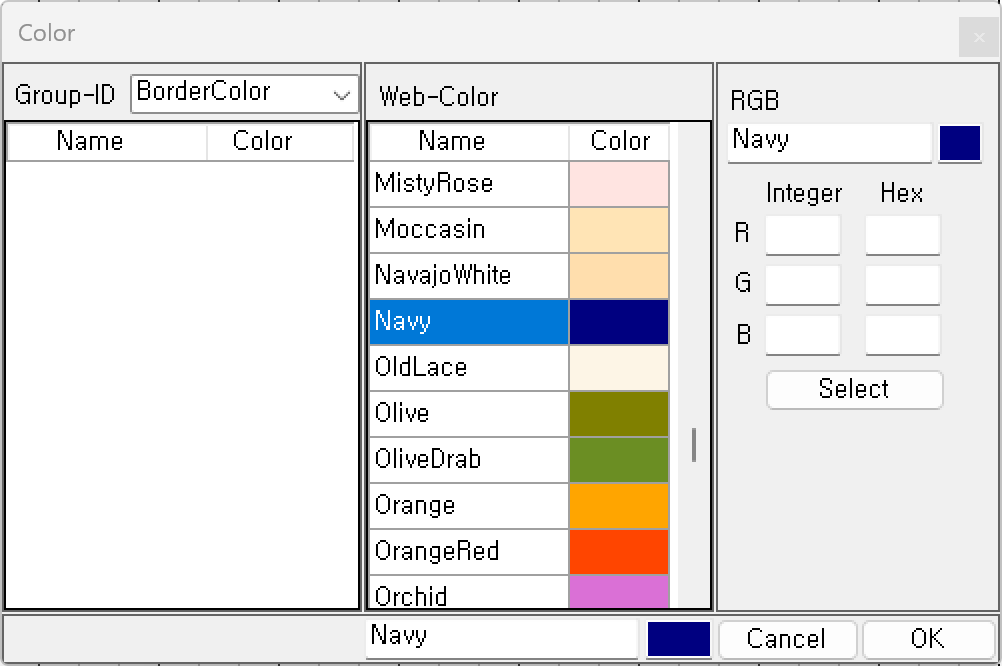 Color
Group-ID BorderColor
Name Color
Web-Color
Name Color
MistyRose
Moccasin
NavajoWhite
Navy
OldLace
Olive
OliveDrab
Orange
OrangeRed
Orchid
RGB
Navy
Integer Hex
R
G
B
Select
Navy
Cancel OK